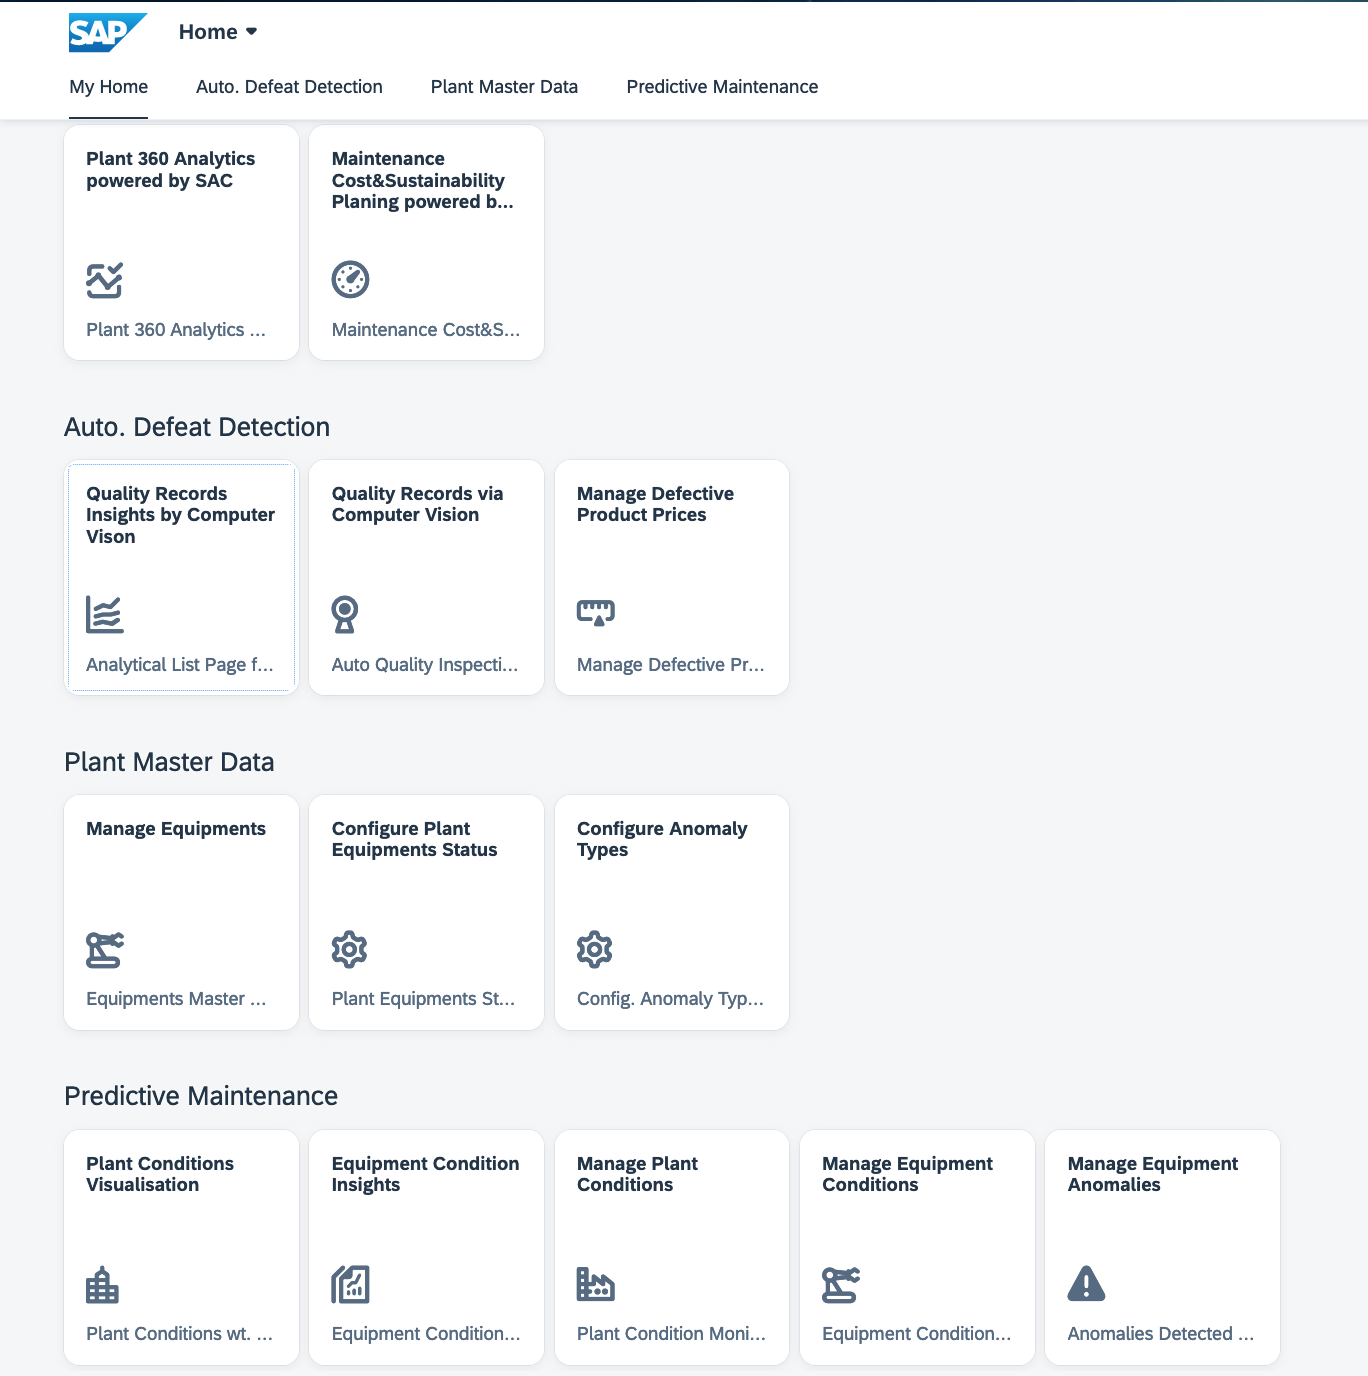 SAP Home
My Home Auto. Defeat Detection Plant Master Data Predictive Maintenance
Plant 360 Analytics
powered by SAC
Plant 360 Analytics ...
Maintenance
Cost&Sustainability
Planing powered b...
Maintenance Cost&S...
Auto. Defeat Detection
Quality Records
Insights by Computer
Vison
Analytical List Page f...
Quality Records via
Computer Vision
Auto Quality Inspecti...
Manage Defective
Product Prices
Manage Defective Pr...
Plant Master Data
Manage Equipments
Equipments Master ...
Configure Plant
Equipments Status
Plant Equipments St...
Configure Anomaly
Types
Config. Anomaly Typ...
Predictive Maintenance
Plant Conditions
Visualisation
Plant Conditions wt. ...
Equipment Condition
Insights
Equipment Condition...
Manage Plant
Conditions
Plant Condition Moni...
Manage Equipment
Conditions
Equipment Condition...
Manage Equipment
Anomalies
Anomalies Detected ...